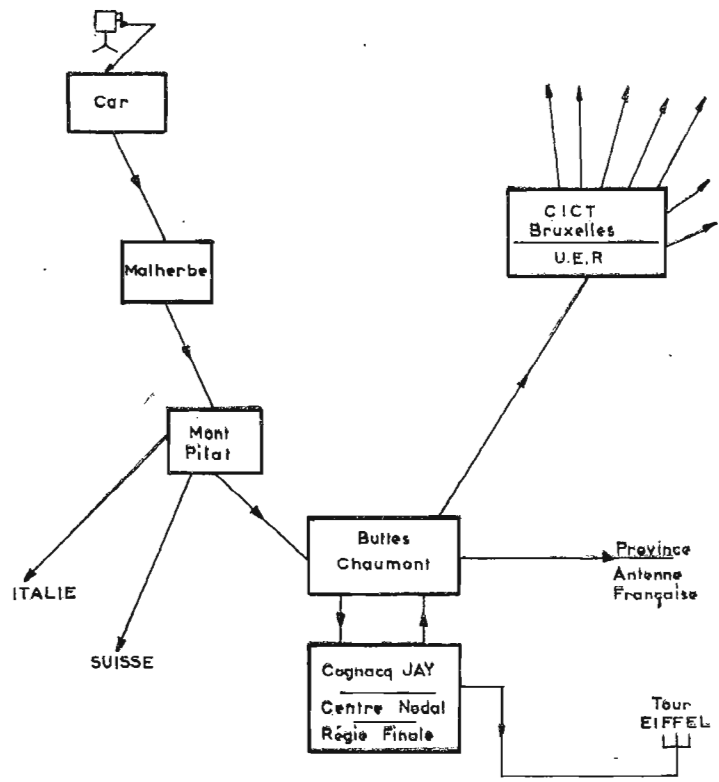 Car
CICT
Bruxelles
U.E.R
Malherbe
Mont
Pilat
Buttes
Chaumont
Province
Antenne
Française
ITALIE
SUISSE
Cognacq JAY
Centre Nodal
Régie Finale
Tour
EIFFEL